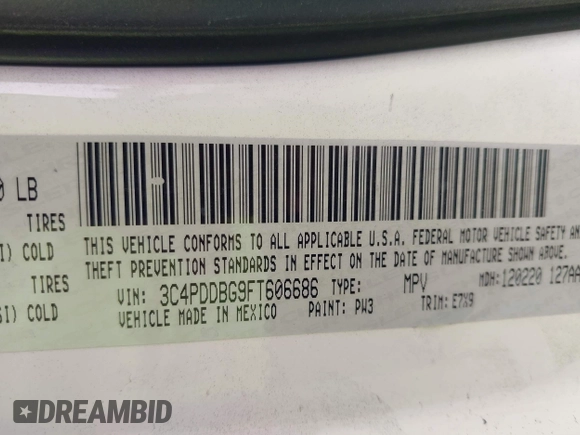 0 LB
TIRES
I) COLD
TIRES
SI) COLD
THIS VEHICLE CONFORMS TO ALL APPLICABLE U.S.A. FEDERAL MOTOR VEHICLE SAFETY AN
THEFT PREVENTION STANDARDS IN EFFECT ON THE DATE OF MANUFACTURE SHOWN ABOVE.
VIN: 3C4PDDBG9FT606686 TYPE: MPV MDH: 120220 127AA
VEHICLE MADE IN MEXICO PAINT: PW3 TRIM: E7X9
DREAMBID